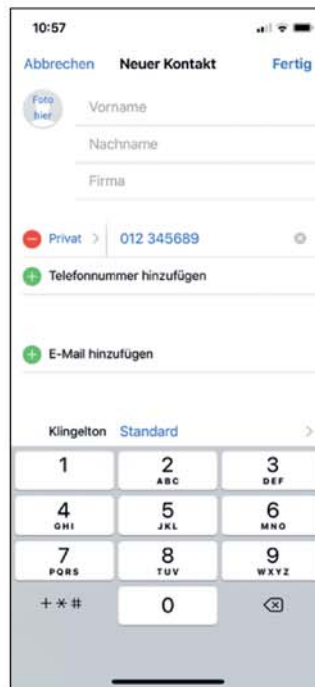 10:57
Abbrechen Neuer Kontakt Fertig
Foto
hier
Vorname
Nachname
Firma
Privat 012 345689
Telefonnummer hinzufügen
E-Mail hinzufügen
Klingelton Standard
1 2 3
ABC DEF
4 5 6
GHI JKL MNO
7 8 9
PQRS TUV WXYZ
+*# 0